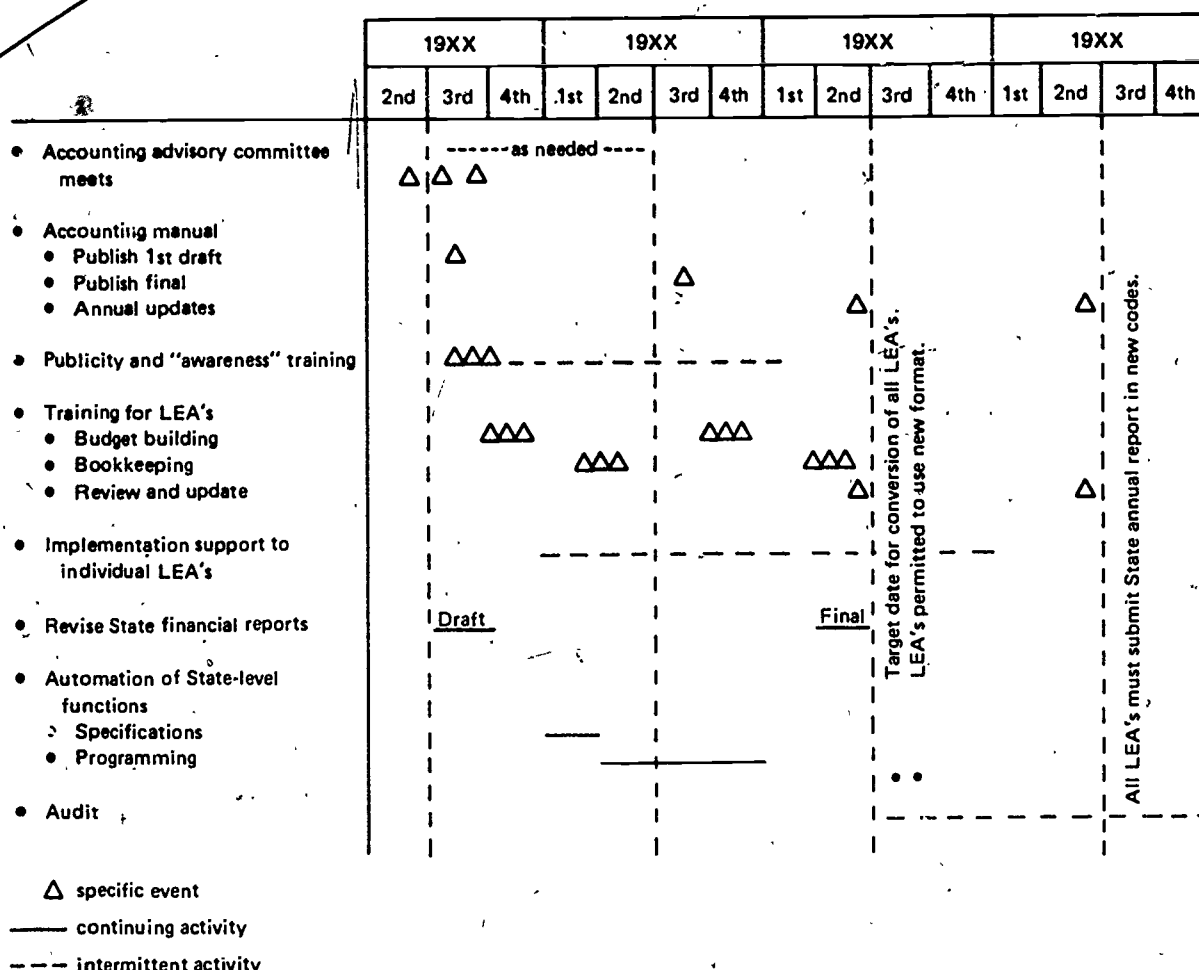 19XX 19XX 19XX 19XX
2nd 3rd 4th 1st 2nd 3rd 4th 1st 2nd 3rd 4th 1st 2nd 3rd 4th
• Accounting advisory committee
meets
as needed
• Accounting manual
• Publish 1st draft
• Publish final
• Annual updates
• Publicity and "awareness" training
• Training for LEA's
• Budget building
• Bookkeeping
• Review and update
• Implementation support to
individual LEA's
• Revise State financial reports
Draft
Final
• Automation of State-level
functions
• Specifications
• Programming
• Audit
Target date for conversion of all LEA's.
LEA's permitted to use new format.
All LEA's must submit State annual report in new codes.
△ specific event
—— continuing activity
– – – intermittent activity